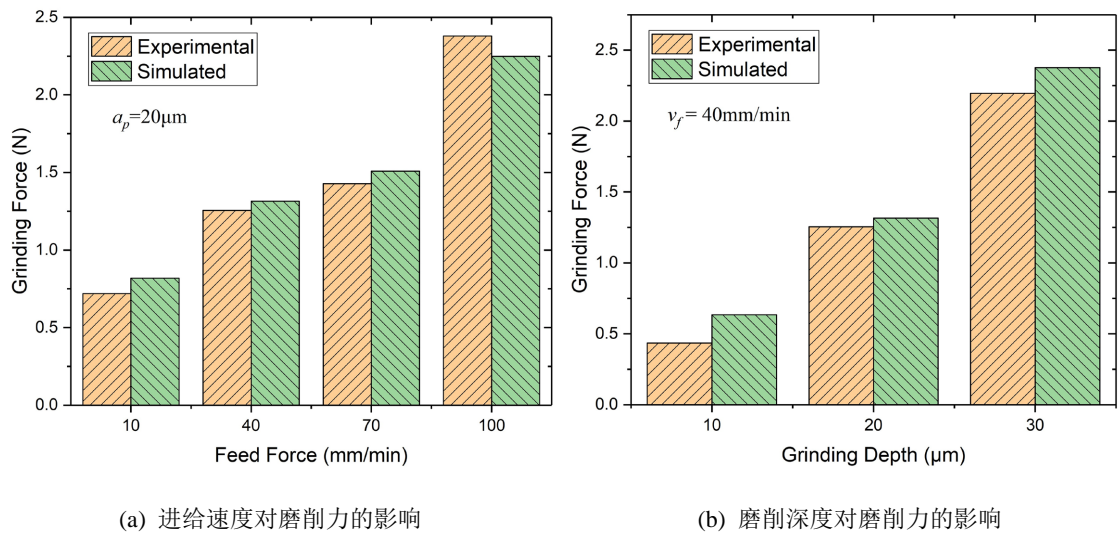 2.5
2.0
1.5
1.0
0.5
0.0
Grinding Force (N)
Experimental
Simulated
aₚ=20μm
10 40 70 100
Feed Force (mm/min)
(a) 进给速度对磨削力的影响
2.5
2.0
1.5
1.0
0.5
0.0
Grinding Force (N)
Experimental
Simulated
v_f = 40mm/min
10 20 30
Grinding Depth (μm)
(b) 磨削深度对磨削力的影响